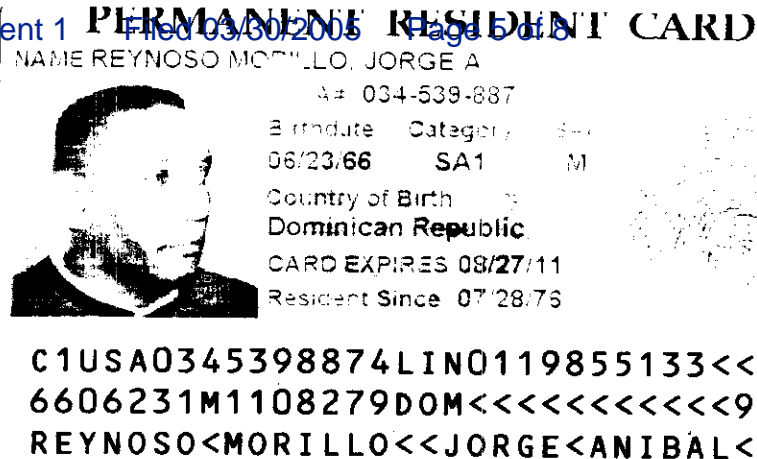 PERMANENT RESIDENT CARD
ent 1 Filed 03/30/2005 Page 5 of 8
NAME REYNOSO MORILLO, JORGE A
A# 034-539-887
Birthdate Category Sex
06/23/66 SA1 M
Country of Birth
Dominican Republic
CARD EXPIRES 08/27/11
Resident Since 07/28/76
C1USA0345398874LIN0119855133<<
6606231M1108279DOM<<<<<<<<<<<9
REYNOSO<MORILLO<<JORGE<ANIBAL<